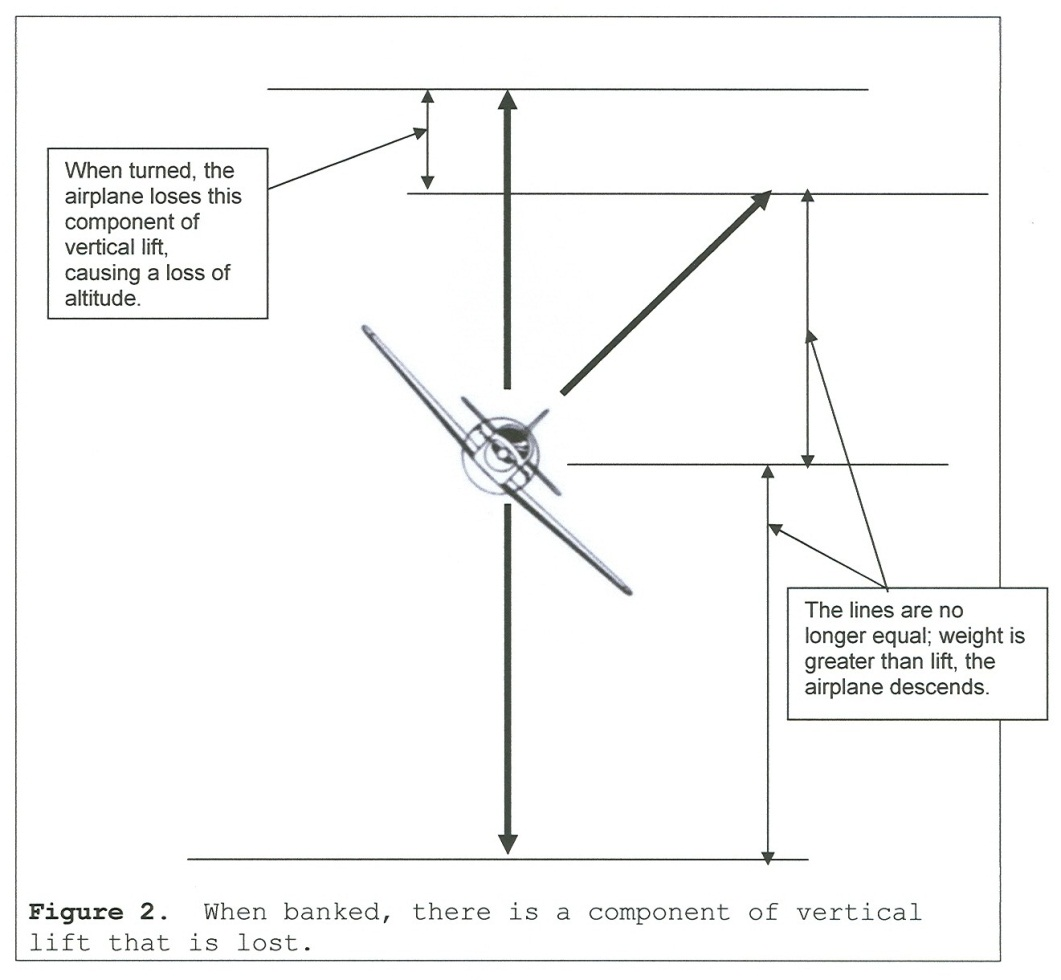 When turned, the
airplane loses this
component of
vertical lift,
causing a loss of
altitude.
The lines are no
longer equal; weight is
greater than lift, the
airplane descends.
Figure 2.  When banked, there is a component of vertical
lift that is lost.